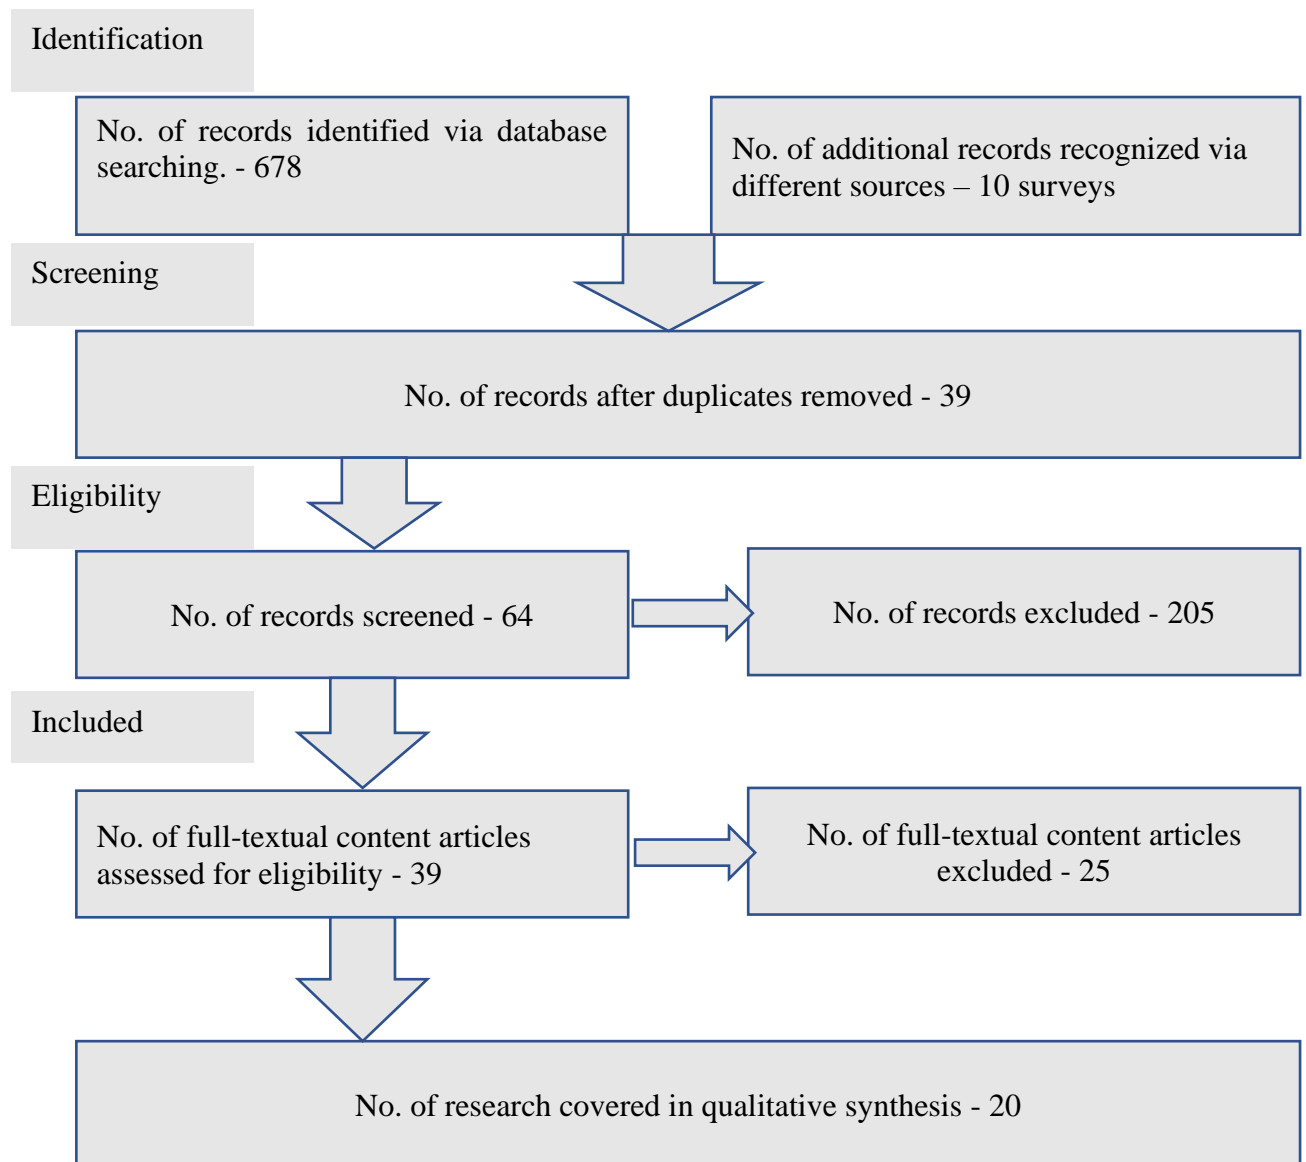 Identification
No. of records identified via database
searching. - 678
No. of additional records recognized via
different sources – 10 surveys
Screening
No. of records after duplicates removed - 39
Eligibility
No. of records screened - 64
No. of records excluded - 205
Included
No. of full-textual content articles
assessed for eligibility - 39
No. of full-textual content articles
excluded - 25
No. of research covered in qualitative synthesis - 20